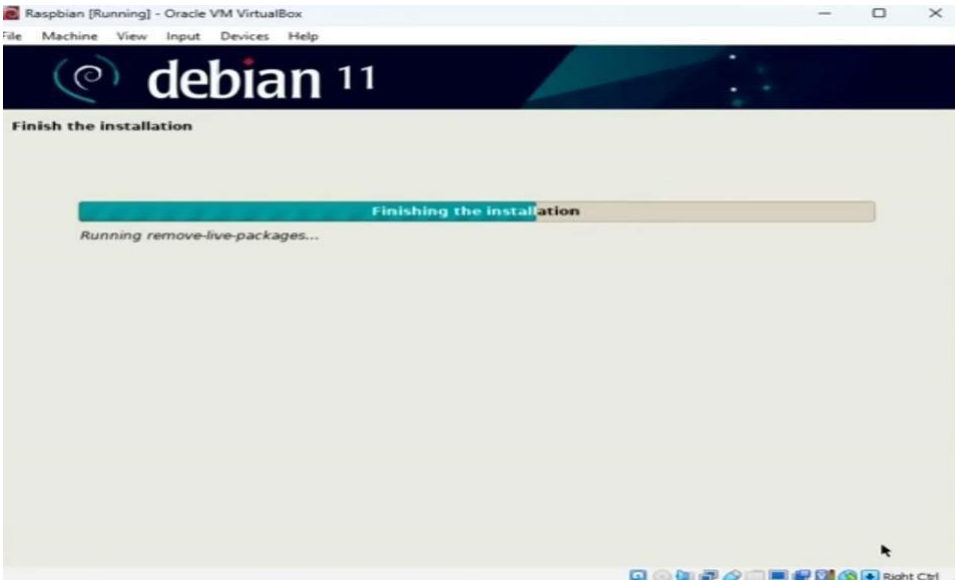 Raspbian [Running] - Oracle VM VirtualBox
File Machine View Input Devices Help
debian 11
Finish the installation
Finishing the installation
Running remove-live-packages...
Right Ctrl